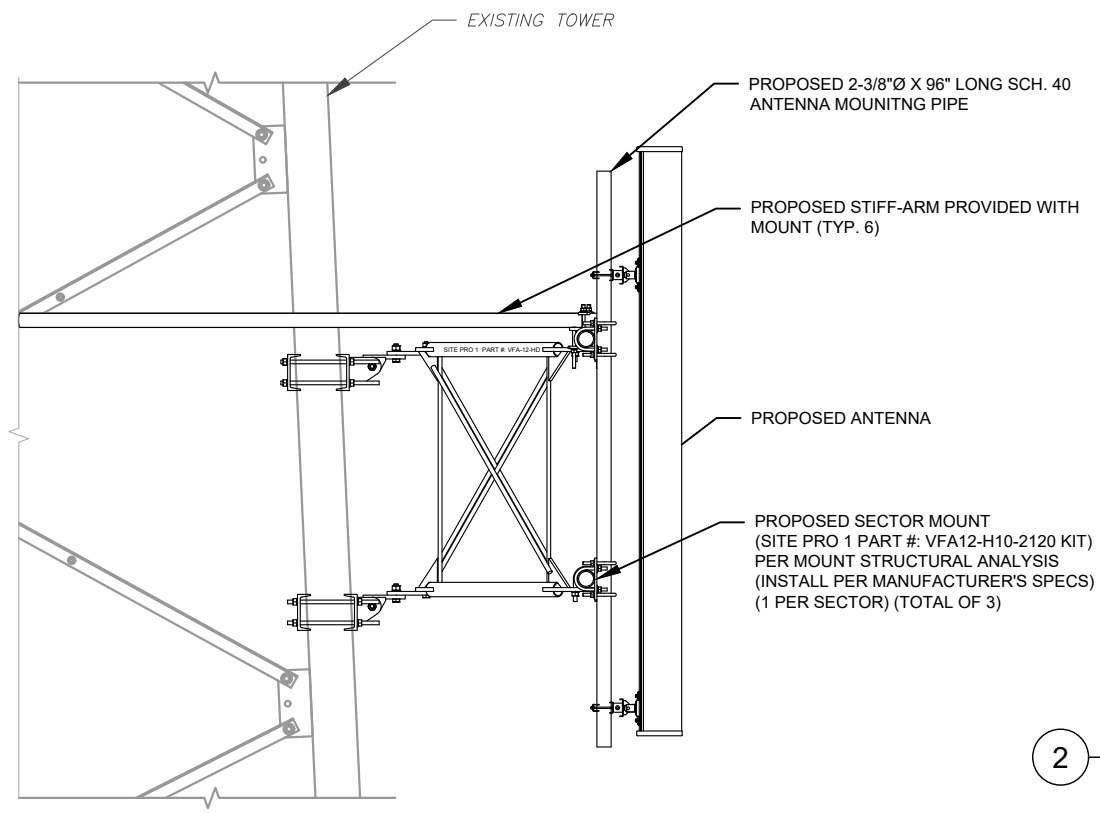 EXISTING TOWER
PROPOSED 2-3/8"Ø X 96" LONG SCH. 40
ANTENNA MOUNITNG PIPE
PROPOSED STIFF-ARM PROVIDED WITH
MOUNT (TYP. 6)
SITE PRO 1 PART #: VFA-12-HD
PROPOSED ANTENNA
PROPOSED SECTOR MOUNT
(SITE PRO 1 PART #: VFA12-H10-2120 KIT)
PER MOUNT STRUCTURAL ANALYSIS
(INSTALL PER MANUFACTURER'S SPECS)
(1 PER SECTOR) (TOTAL OF 3)
2